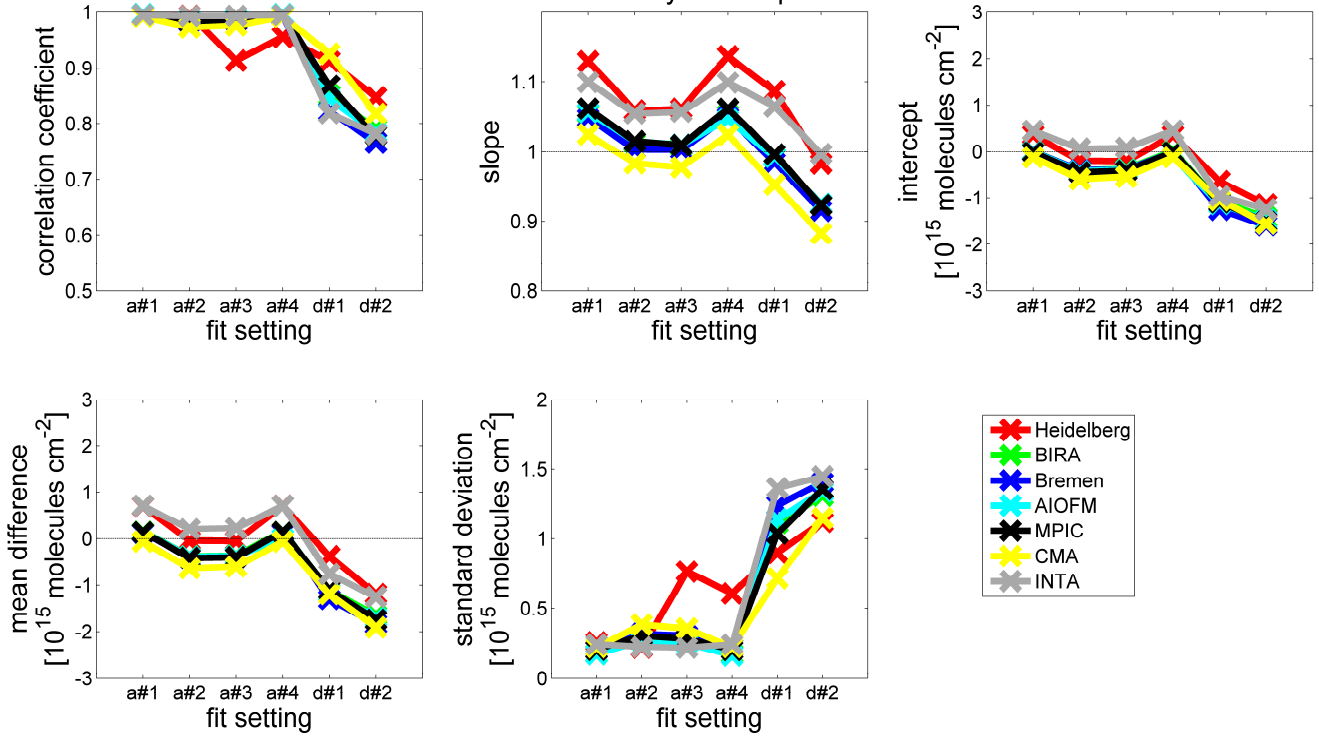 1
0.9
0.8
0.7
0.6
0.5
correlation coefficient
a#1 a#2 a#3 a#4 d#1 d#2
fit setting
1.1
1
0.9
0.8
slope
a#1 a#2 a#3 a#4 d#1 d#2
fit setting
3
2
1
0
-1
-2
-3
intercept
[10^15 molecules cm^-2]
a#1 a#2 a#3 a#4 d#1 d#2
fit setting
3
2
1
0
-1
-2
-3
mean difference
[10^15 molecules cm^-2]
a#1 a#2 a#3 a#4 d#1 d#2
fit setting
2
1.5
1
0.5
0
standard deviation
[10^15 molecules cm^-2]
a#1 a#2 a#3 a#4 d#1 d#2
fit setting
Heidelberg
BIRA
Bremen
AIOFM
MPIC
CMA
INTA